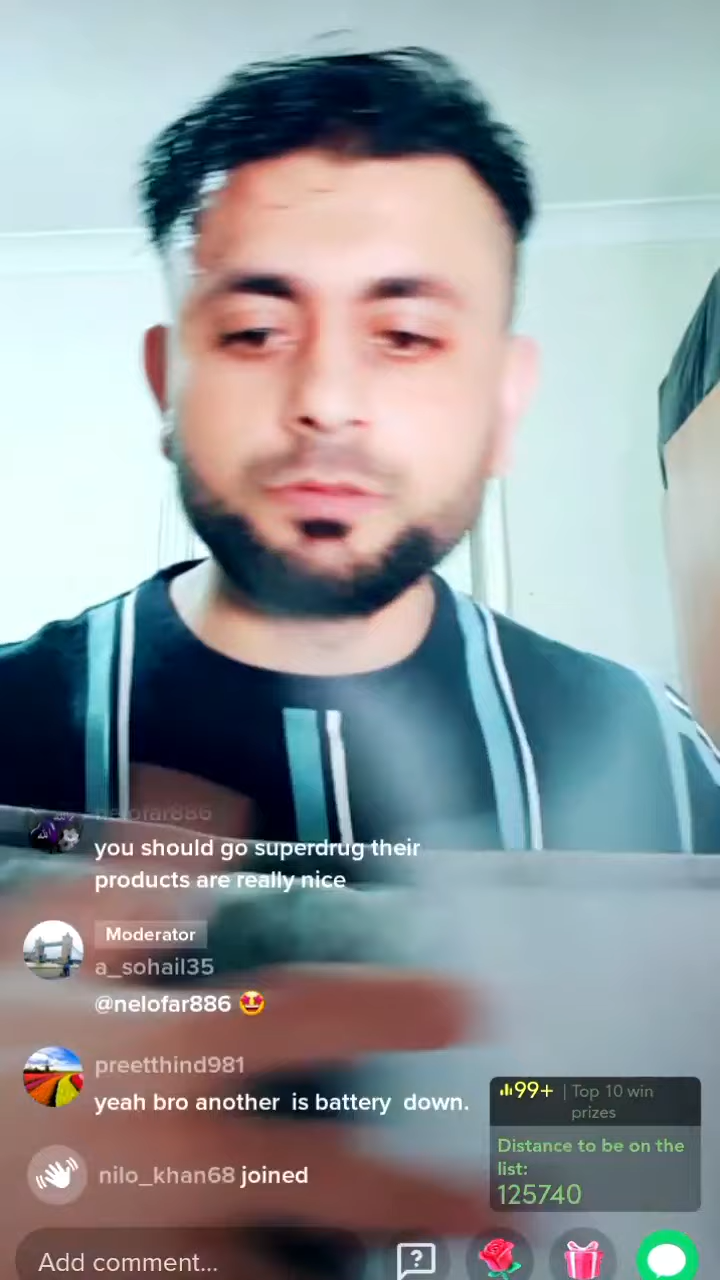 nelofar886
you should go superdrug their
products are really nice
Moderator
a_sohail35
@nelofar886 🤩
preetthind981
yeah bro another is battery down.
nilo_khan68 joined
99+ | Top 10 win
prizes
Distance to be on the
list:
125740
Add comment...